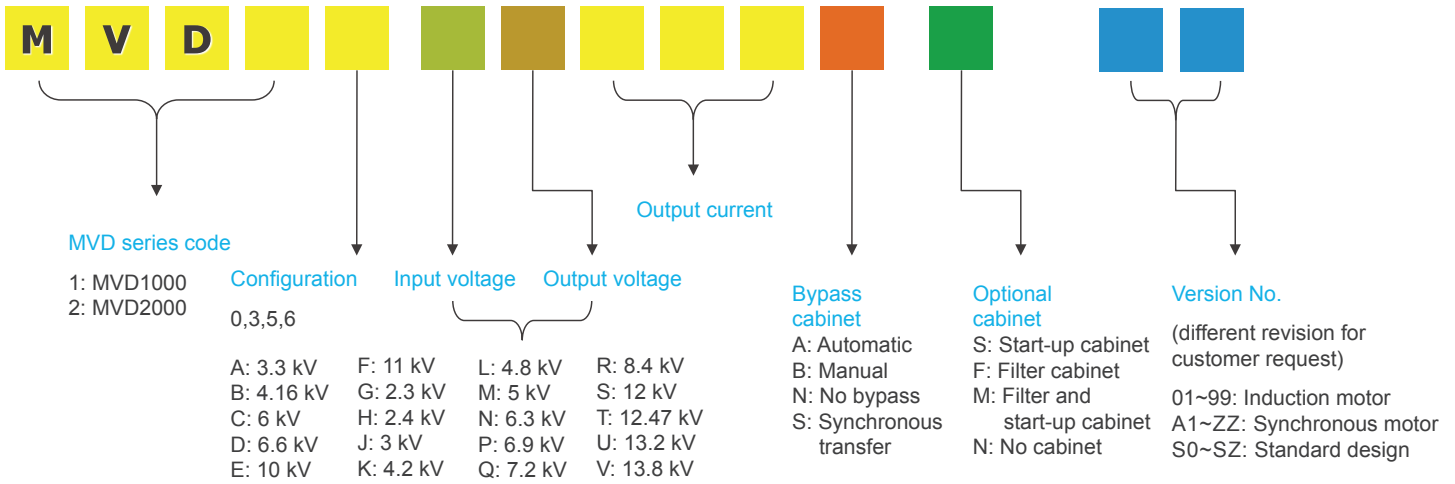 M V D
MVD series code
1: MVD1000
2: MVD2000
Configuration
0,3,5,6
Input voltage
Output voltage
A: 3.3 kV
B: 4.16 kV
C: 6 kV
D: 6.6 kV
E: 10 kV
F: 11 kV
G: 2.3 kV
H: 2.4 kV
J: 3 kV
K: 4.2 kV
L: 4.8 kV
M: 5 kV
N: 6.3 kV
P: 6.9 kV
Q: 7.2 kV
R: 8.4 kV
S: 12 kV
T: 12.47 kV
U: 13.2 kV
V: 13.8 kV
Output current
Bypass
cabinet
A: Automatic
B: Manual
N: No bypass
S: Synchronous
transfer
Optional
cabinet
S: Start-up cabinet
F: Filter cabinet
M: Filter and
start-up cabinet
N: No cabinet
Version No.
(different revision for
customer request)
01~99: Induction motor
A1~ZZ: Synchronous motor
S0~SZ: Standard design